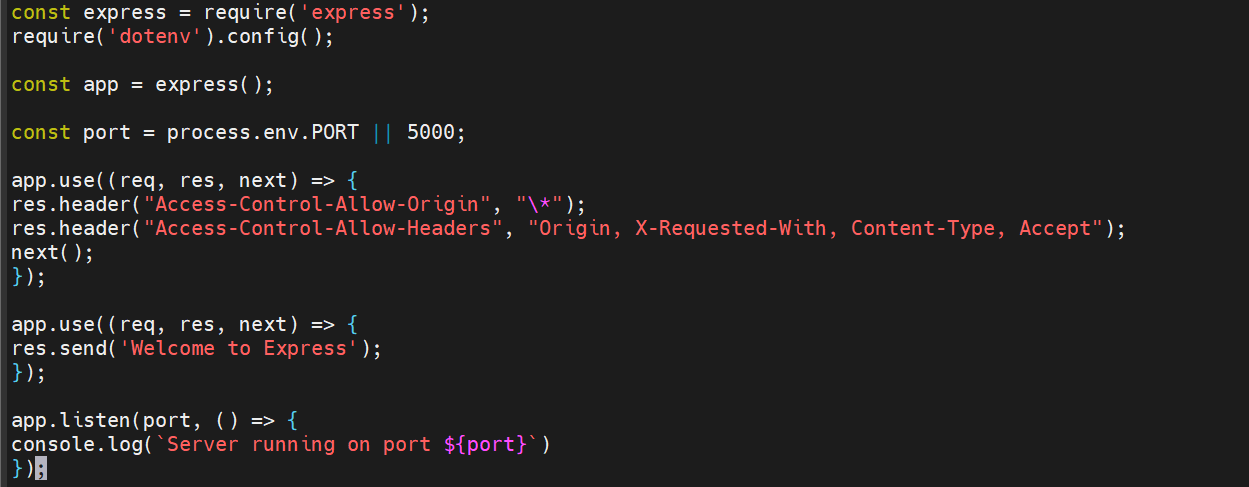 const express = require('express');
require('dotenv').config();
const app = express();
const port = process.env.PORT || 5000;
app.use((req, res, next) => {
res.header("Access-Control-Allow-Origin", "\*");
res.header("Access-Control-Allow-Headers", "Origin, X-Requested-With, Content-Type, Accept");
next();
});
app.use((req, res, next) => {
res.send('Welcome to Express');
});
app.listen(port, () => {
console.log(`Server running on port ${port}`)
});